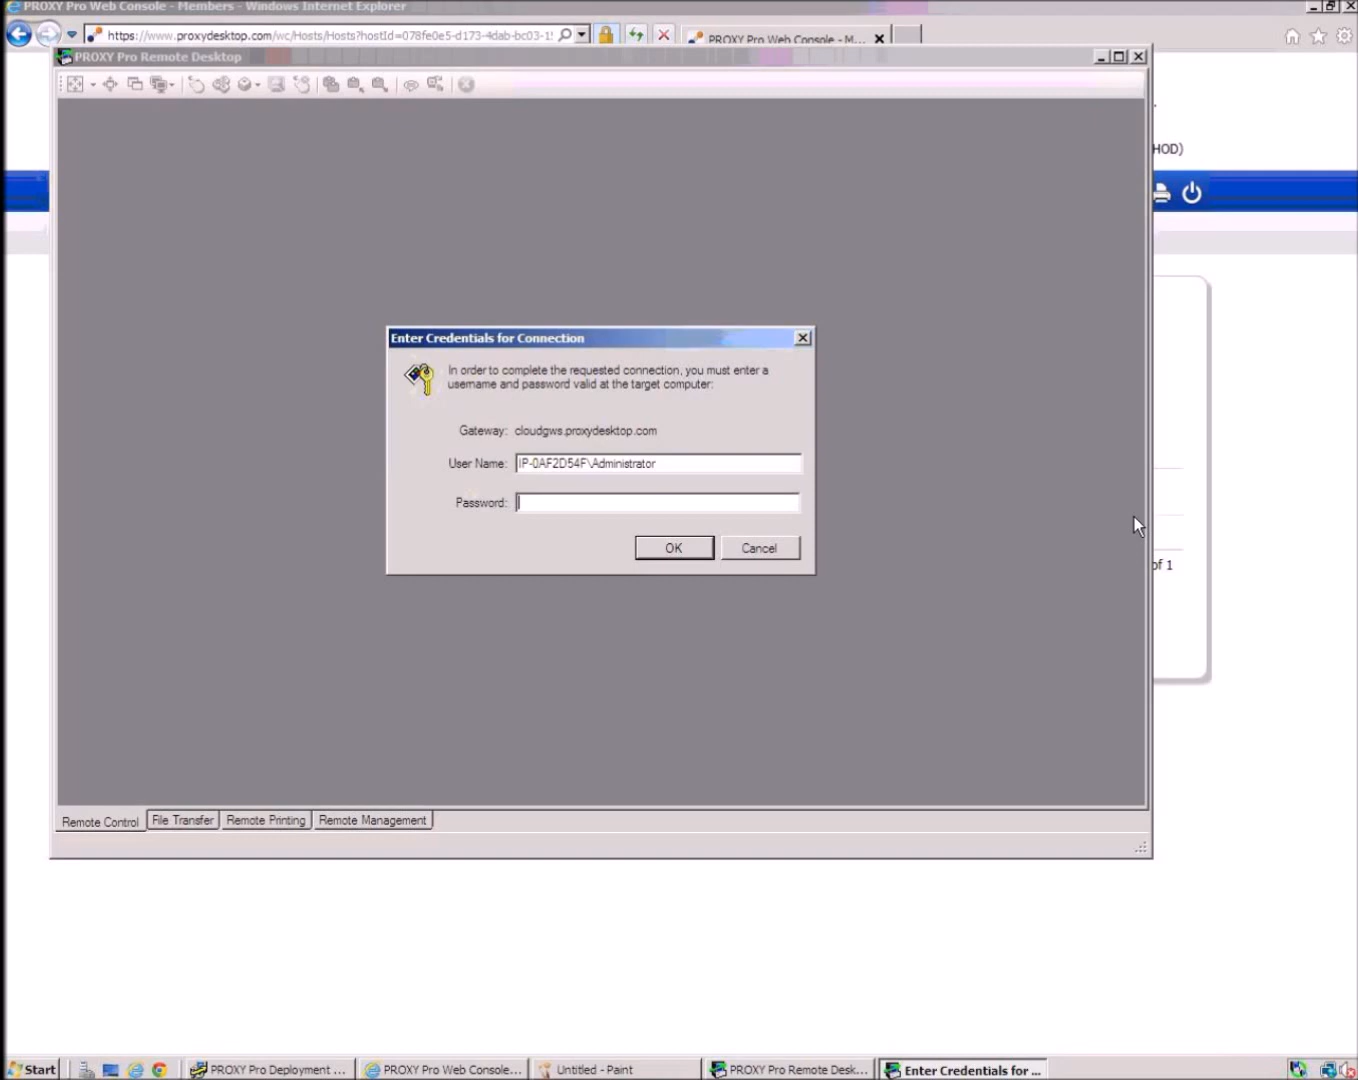 PROXY Pro Web Console - Members - Windows Internet Explorer
https://www.proxydesktop.com/wc/Hosts/Hosts?hostId=078fe0e5-d173-4dab-bc03-1
PROXY Pro Web Console - M...
PROXY Pro Remote Desktop
HOD)
Enter Credentials for Connection
In order to complete the requested connection, you must enter a
username and password valid at the target computer:
Gateway: cloudgws.proxydesktop.com
User Name: IP-0AF2D54F\Administrator
Password:
OK Cancel
of 1
Remote Control File Transfer Remote Printing Remote Management
Start PROXY Pro Deployment ... PROXY Pro Web Console... Untitled - Paint PROXY Pro Remote Desk... Enter Credentials for ...